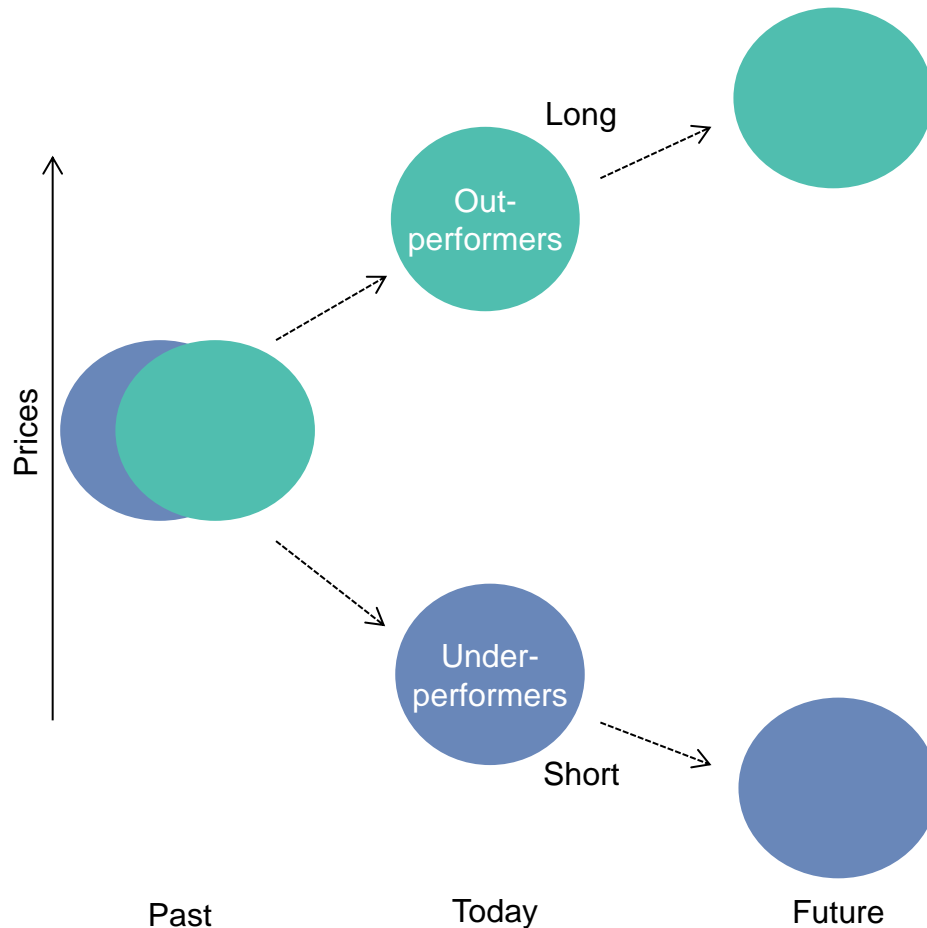 Long
Out-
performers
Prices
Under-
performers
Short
Past
Today
Future